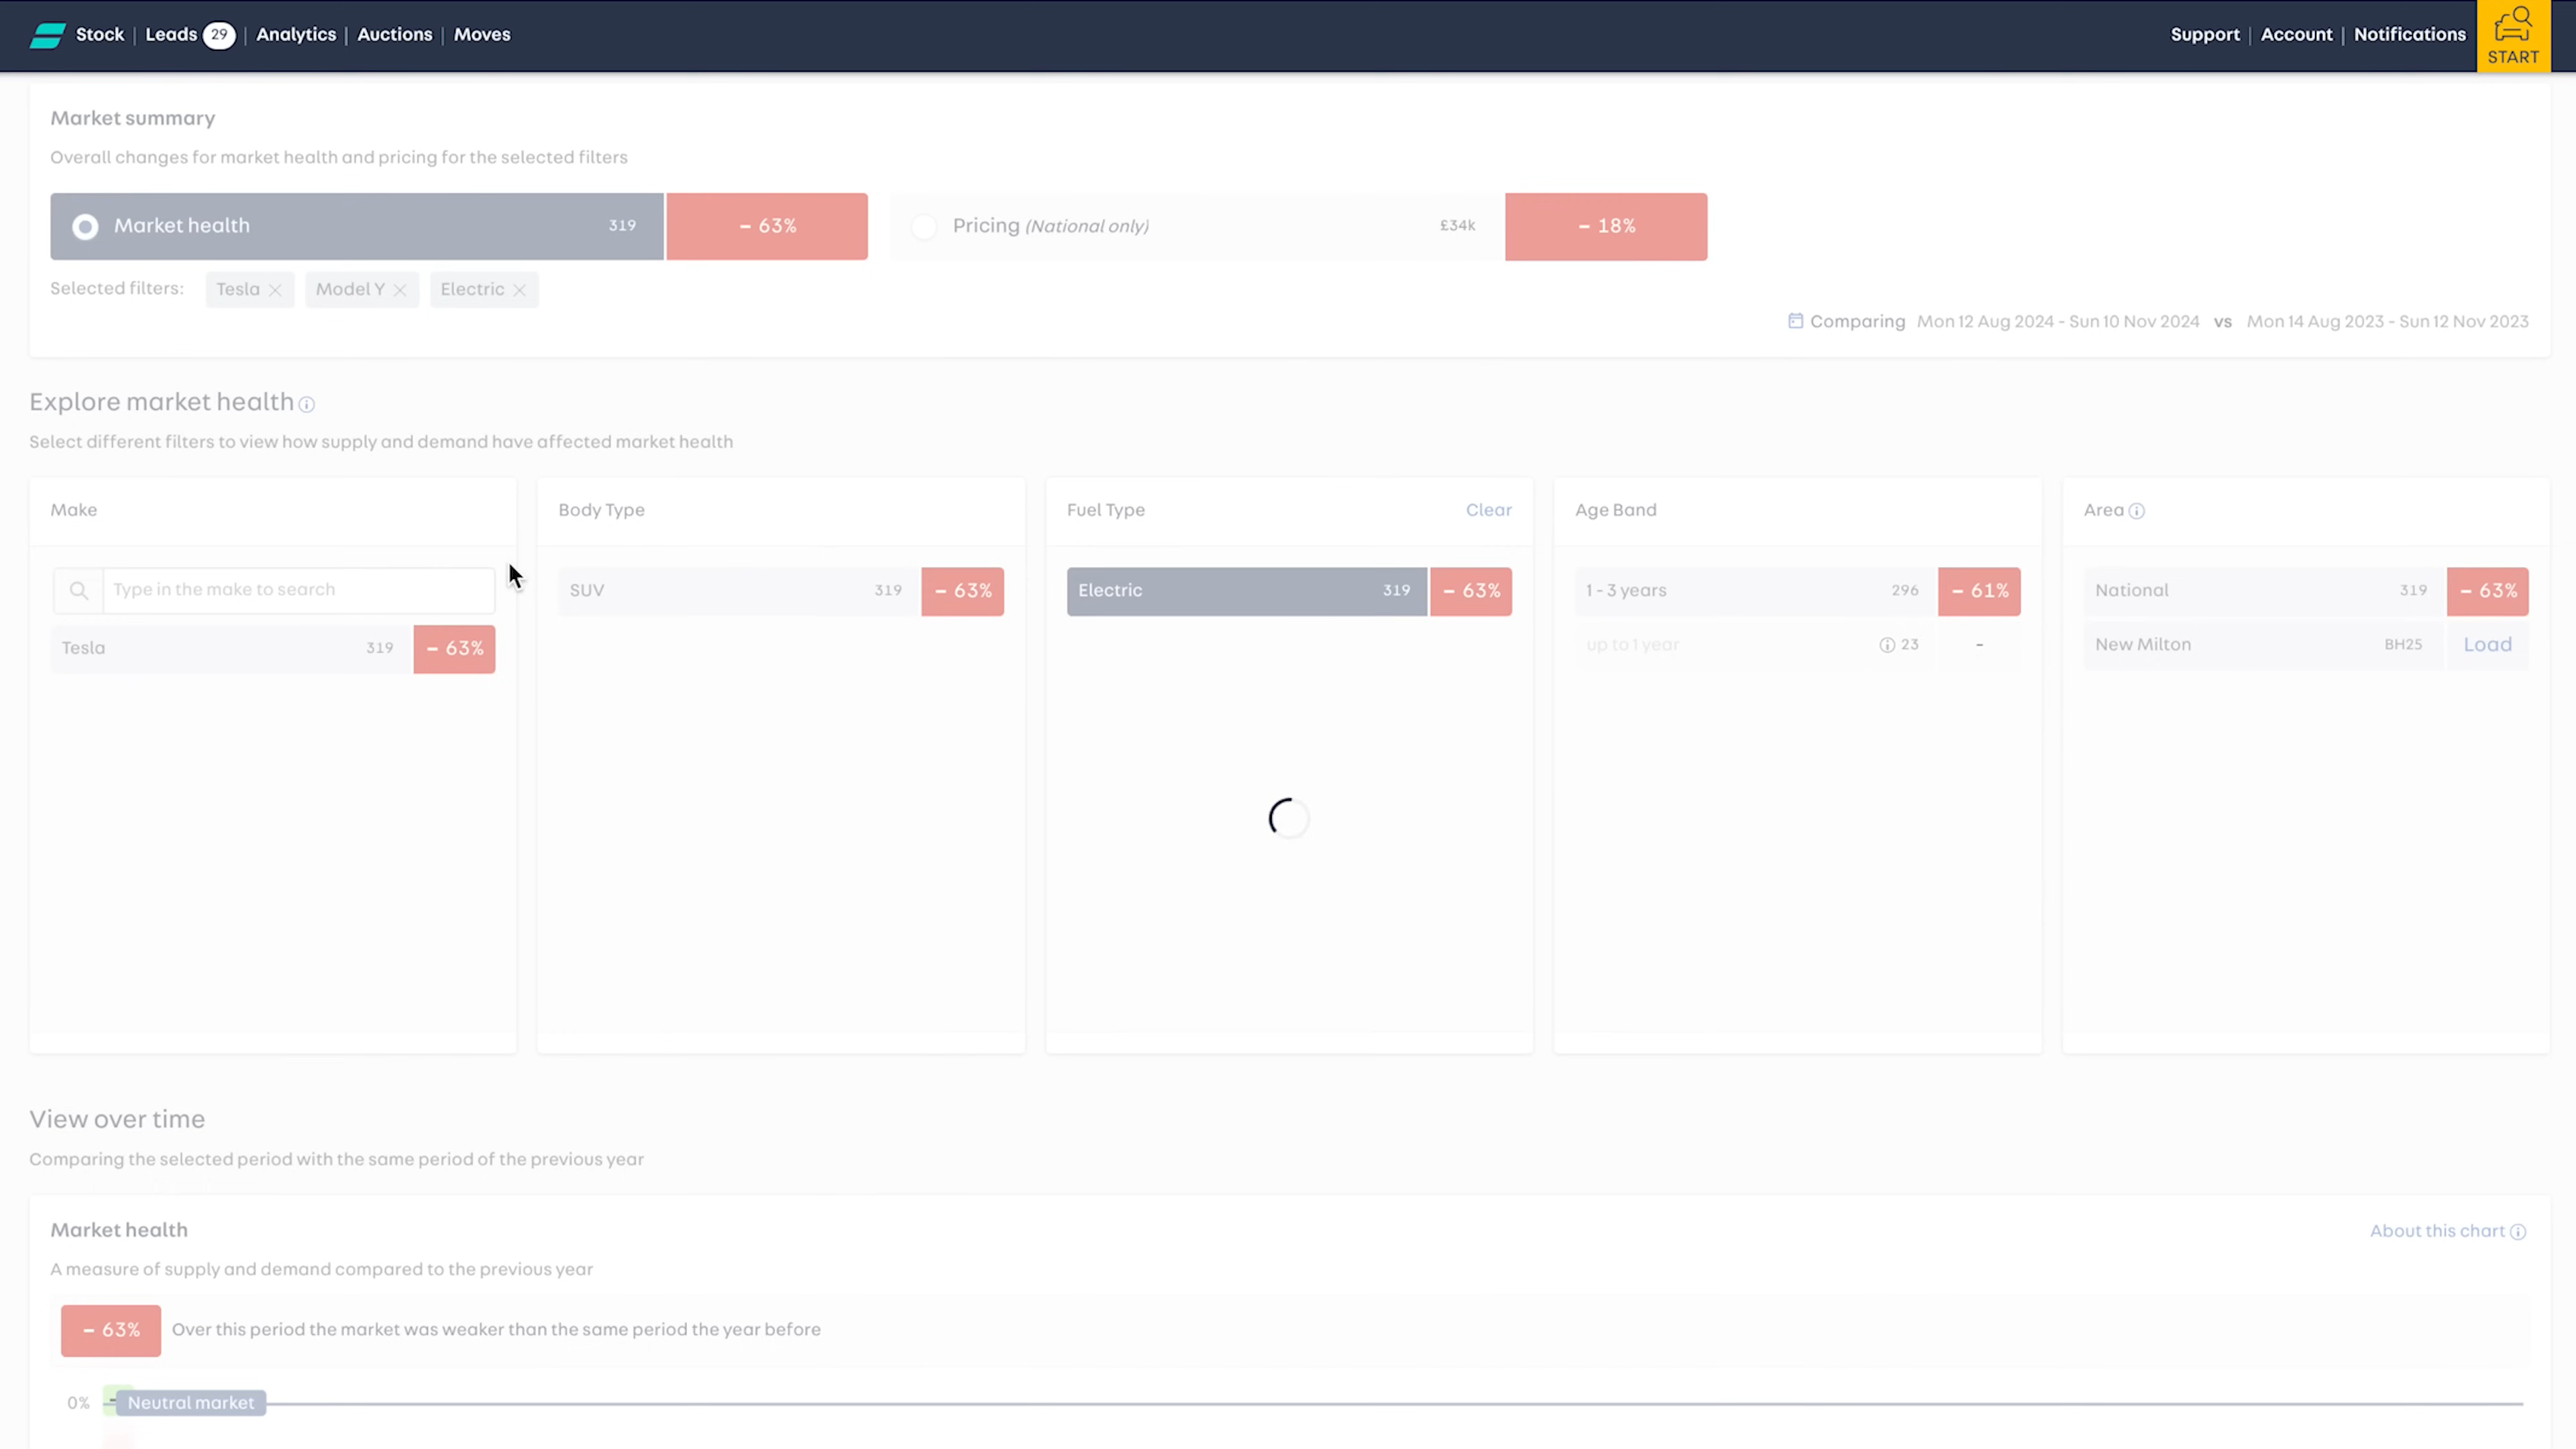 Stock | Leads 29 | Analytics | Auctions | Moves
Support | Account | Notifications
START
Market summary
Overall changes for market health and pricing for the selected filters
Market health 319 – 63%
Pricing (National only) £34k – 18%
Selected filters: Tesla Model Y Electric
Comparing Mon 12 Aug 2024 - Sun 10 Nov 2024 vs Mon 14 Aug 2023 - Sun 12 Nov 2023
Explore market health
Select different filters to view how supply and demand have affected market health
Make
Type in the make to search
Tesla 319 – 63%
Body Type
SUV 319 – 63%
Fuel Type Clear
Electric 319 – 63%
Age Band
1 - 3 years 296 – 61%
up to 1 year 23 -
Area
National 319 – 63%
New Milton BH25 Load
View over time
Comparing the selected period with the same period of the previous year
Market health
About this chart
A measure of supply and demand compared to the previous year
– 63% Over this period the market was weaker than the same period the year before
0% Neutral market